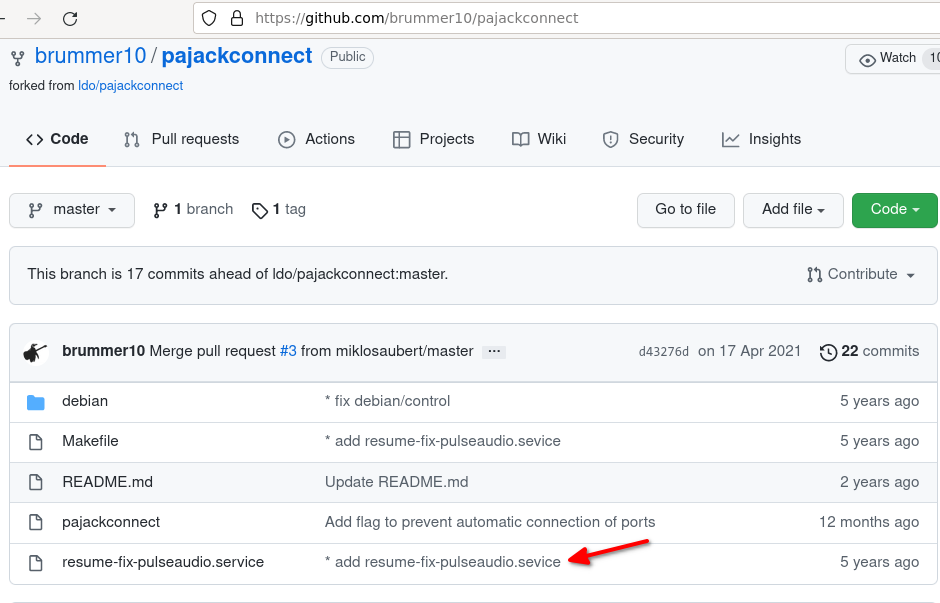 https://github.com/brummer10/pajackconnect
brummer10 / pajackconnect Public
Watch 10
forked from ldo/pajackconnect
Code Pull requests Actions Projects Wiki Security Insights
master 1 branch 1 tag Go to file Add file Code
This branch is 17 commits ahead of ldo/pajackconnect:master. Contribute
brummer10 Merge pull request #3 from miklosaubert/master ... d43276d on 17 Apr 2021 22 commits
debian * fix debian/control 5 years ago
Makefile * add resume-fix-pulseaudio.sevice 5 years ago
README.md Update README.md 2 years ago
pajackconnect Add flag to prevent automatic connection of ports 12 months ago
resume-fix-pulseaudio.service * add resume-fix-pulseaudio.sevice 5 years ago